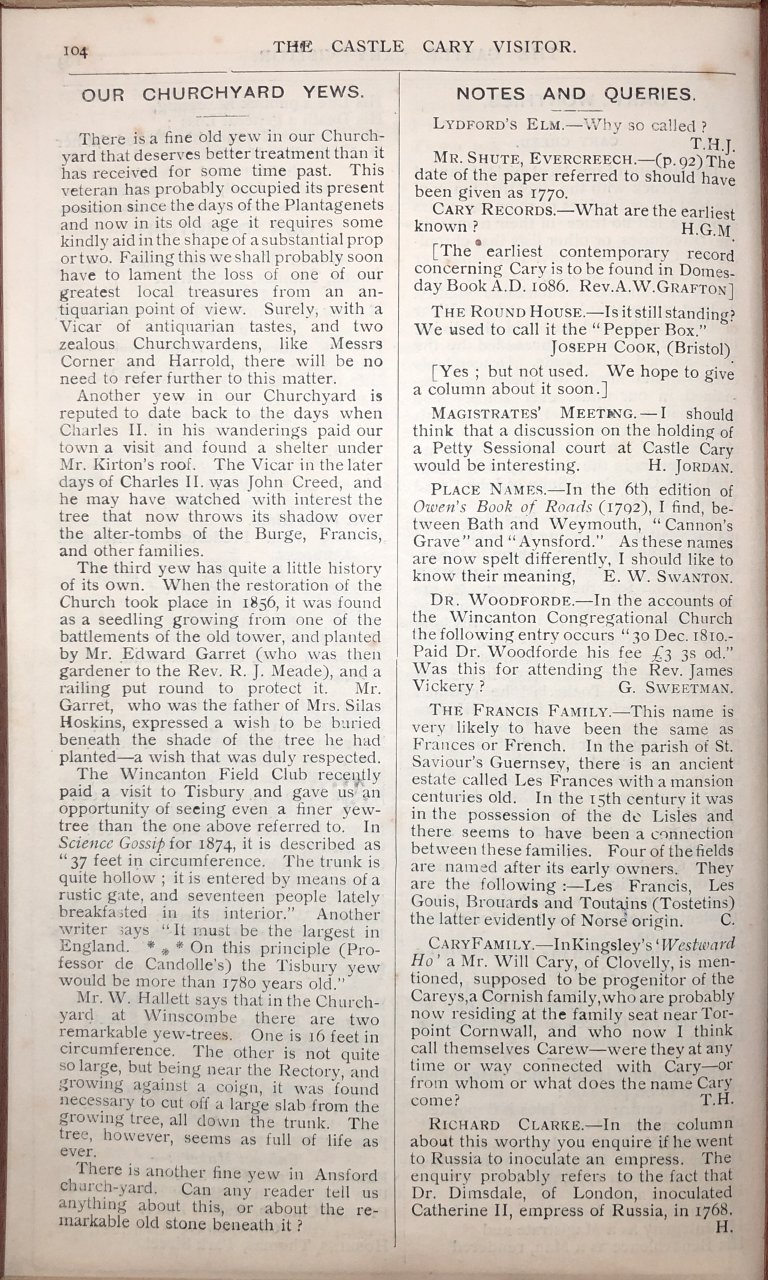 104
THE CASTLE CARY VISITOR.
OUR CHURCHYARD YEWS.
There is a fine old yew in our Church-
yard that deserves better treatment than it
has received for some time past. This
veteran has probably occupied its present
position since the days of the Plantagenets
and now in its old age it requires some
kindly aid in the shape of a substantial prop
or two. Failing this we shall probably soon
have to lament the loss of one of our
greatest local treasures from an an-
tiquarian point of view. Surely, with a
Vicar of antiquarian tastes, and two
zealous Churchwardens, like Messrs
Corner and Harrold, there will be no
need to refer further to this matter.
Another yew in our Churchyard is
reputed to date back to the days when
Charles II. in his wanderings paid our
town a visit and found a shelter under
Mr. Kirton's roof. The Vicar in the later
days of Charles II. was John Creed, and
he may have watched with interest the
tree that now throws its shadow over
the alter-tombs of the Burge, Francis,
and other families.
The third yew has quite a little history
of its own. When the restoration of the
Church took place in 1856, it was found
as a seedling growing from one of the
battlements of the old tower, and planted
by Mr. Edward Garret (who was then
gardener to the Rev. R. J. Meade), and a
railing put round to protect it. Mr.
Garret, who was the father of Mrs. Silas
Hoskins, expressed a wish to be buried
beneath the shade of the tree he had
planted—a wish that was duly respected.
The Wincanton Field Club recently
paid a visit to Tisbury and gave us an
opportunity of seeing even a finer yew-
tree than the one above referred to. In
Science Gossip for 1874, it is described as
"37 feet in circumference. The trunk is
quite hollow ; it is entered by means of a
rustic gate, and seventeen people lately
breakfasted in its interior." Another
writer says "It must be the largest in
England. * * * On this principle (Pro-
fessor de Candolle's) the Tisbury yew
would be more than 1780 years old."
Mr. W. Hallett says that in the Church-
yard at Winscombe there are two
remarkable yew-trees. One is 16 feet in
circumference. The other is not quite
so large, but being near the Rectory, and
growing against a coign, it was found
necessary to cut off a large slab from the
growing tree, all down the trunk. The
tree, however, seems as full of life as
ever.
There is another fine yew in Ansford
church-yard. Can any reader tell us
anything about this, or about the re-
markable old stone beneath it ?
NOTES AND QUERIES.
LYDFORD'S ELM.—Why so called ?
T.H.J.
MR. SHUTE, EVERCREECH.—(p. 92) The
date of the paper referred to should have
been given as 1770.
CARY RECORDS.—What are the earliest
known ? H.G.M.
[The earliest contemporary record
concerning Cary is to be found in Domes-
day Book A.D. 1086. Rev. A.W. GRAFTON]
THE ROUND HOUSE.—Is it still standing?
We used to call it the "Pepper Box."
JOSEPH COOK, (Bristol)
[Yes ; but not used. We hope to give
a column about it soon.]
MAGISTRATES' MEETING.—I should
think that a discussion on the holding of
a Petty Sessional court at Castle Cary
would be interesting. H. JORDAN.
PLACE NAMES.—In the 6th edition of
Owen's Book of Roads (1792), I find, be-
tween Bath and Weymouth, "Cannon's
Grave" and "Aynsford." As these names
are now spelt differently, I should like to
know their meaning, E. W. SWANTON.
DR. WOODFORDE.—In the accounts of
the Wincanton Congregational Church
the following entry occurs "30 Dec. 1810.-
Paid Dr. Woodforde his fee £3 3s od."
Was this for attending the Rev. James
Vickery ? G. SWEETMAN.
THE FRANCIS FAMILY.—This name is
very likely to have been the same as
Frances or French. In the parish of St.
Saviour's Guernsey, there is an ancient
estate called Les Frances with a mansion
centuries old. In the 15th century it was
in the possession of the de Lisles and
there seems to have been a connection
between these families. Four of the fields
are named after its early owners. They
are the following :—Les Francis, Les
Gouis, Brouards and Toutains (Tostetins)
the latter evidently of Norse origin. C.
CARY FAMILY.—In Kingsley's 'Westward
Ho' a Mr. Will Cary, of Clovelly, is men-
tioned, supposed to be progenitor of the
Careys, a Cornish family, who are probably
now residing at the family seat near Tor-
point Cornwall, and who now I think
call themselves Carew—were they at any
time or way connected with Cary—or
from whom or what does the name Cary
come? T.H.
RICHARD CLARKE.—In the column
about this worthy you enquire if he went
to Russia to inoculate an empress. The
enquiry probably refers to the fact that
Dr. Dimsdale, of London, inoculated
Catherine II, empress of Russia, in 1768.
H.